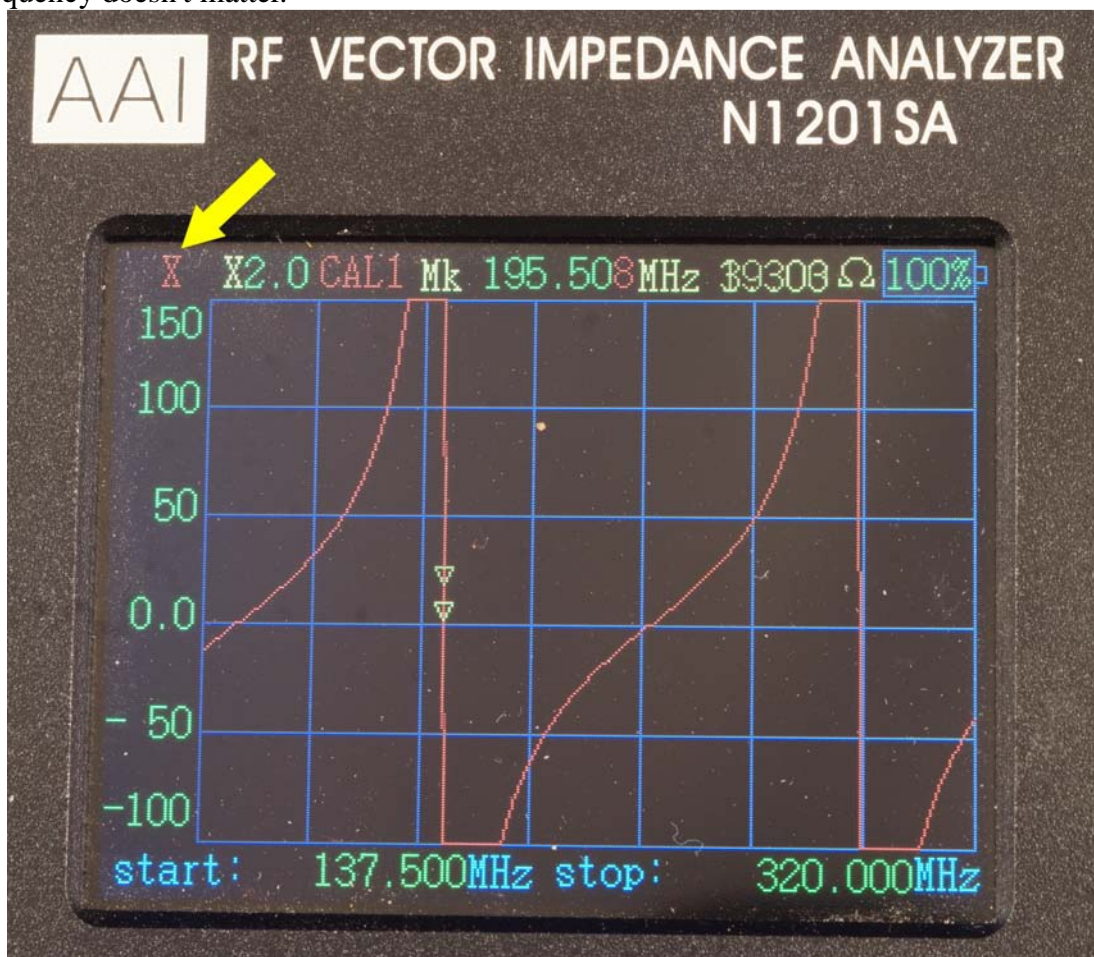 quency doesn't matter.
AAI RF VECTOR IMPEDANCE ANALYZER
N1201SA
X X2.0 CAL1 Mk 195.508MHz Ω 100%
150
100
50
0.0
- 50
-100
start: 137.500MHz stop: 320.000MHz